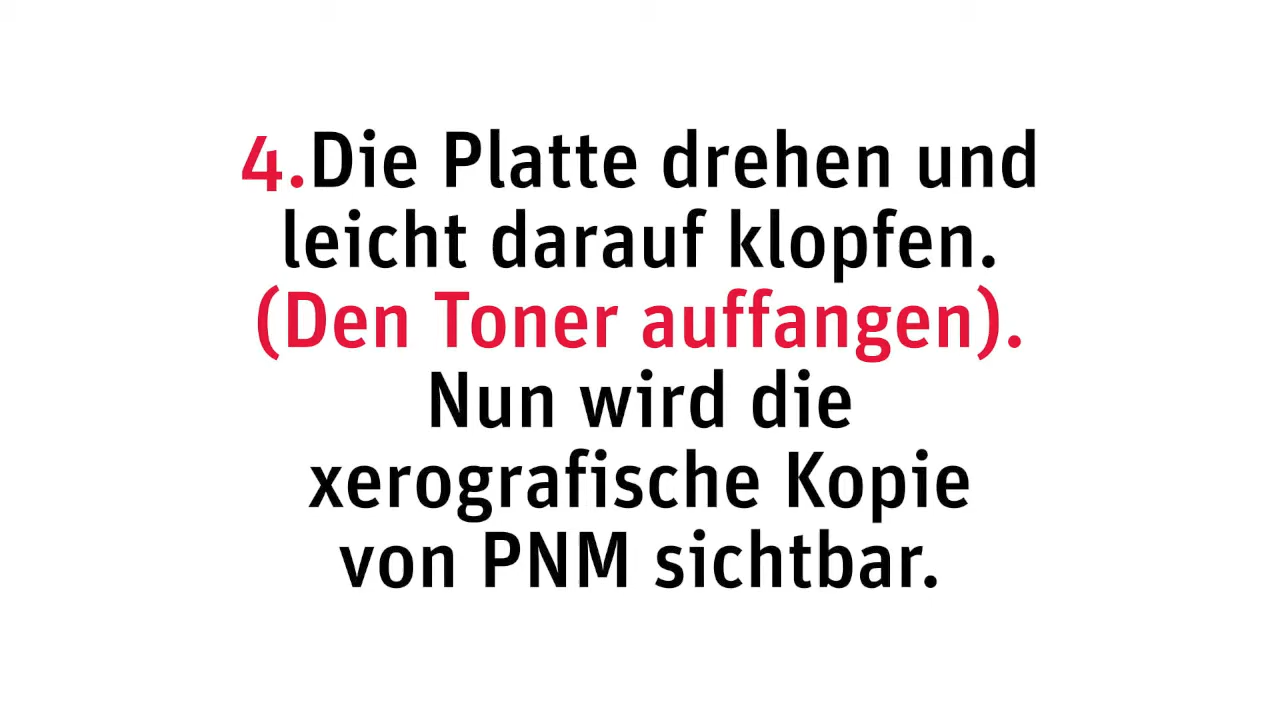 4.Die Platte drehen und
leicht darauf klopfen.
(Den Toner auffangen).
Nun wird die
xerografische Kopie
von PNM sichtbar.